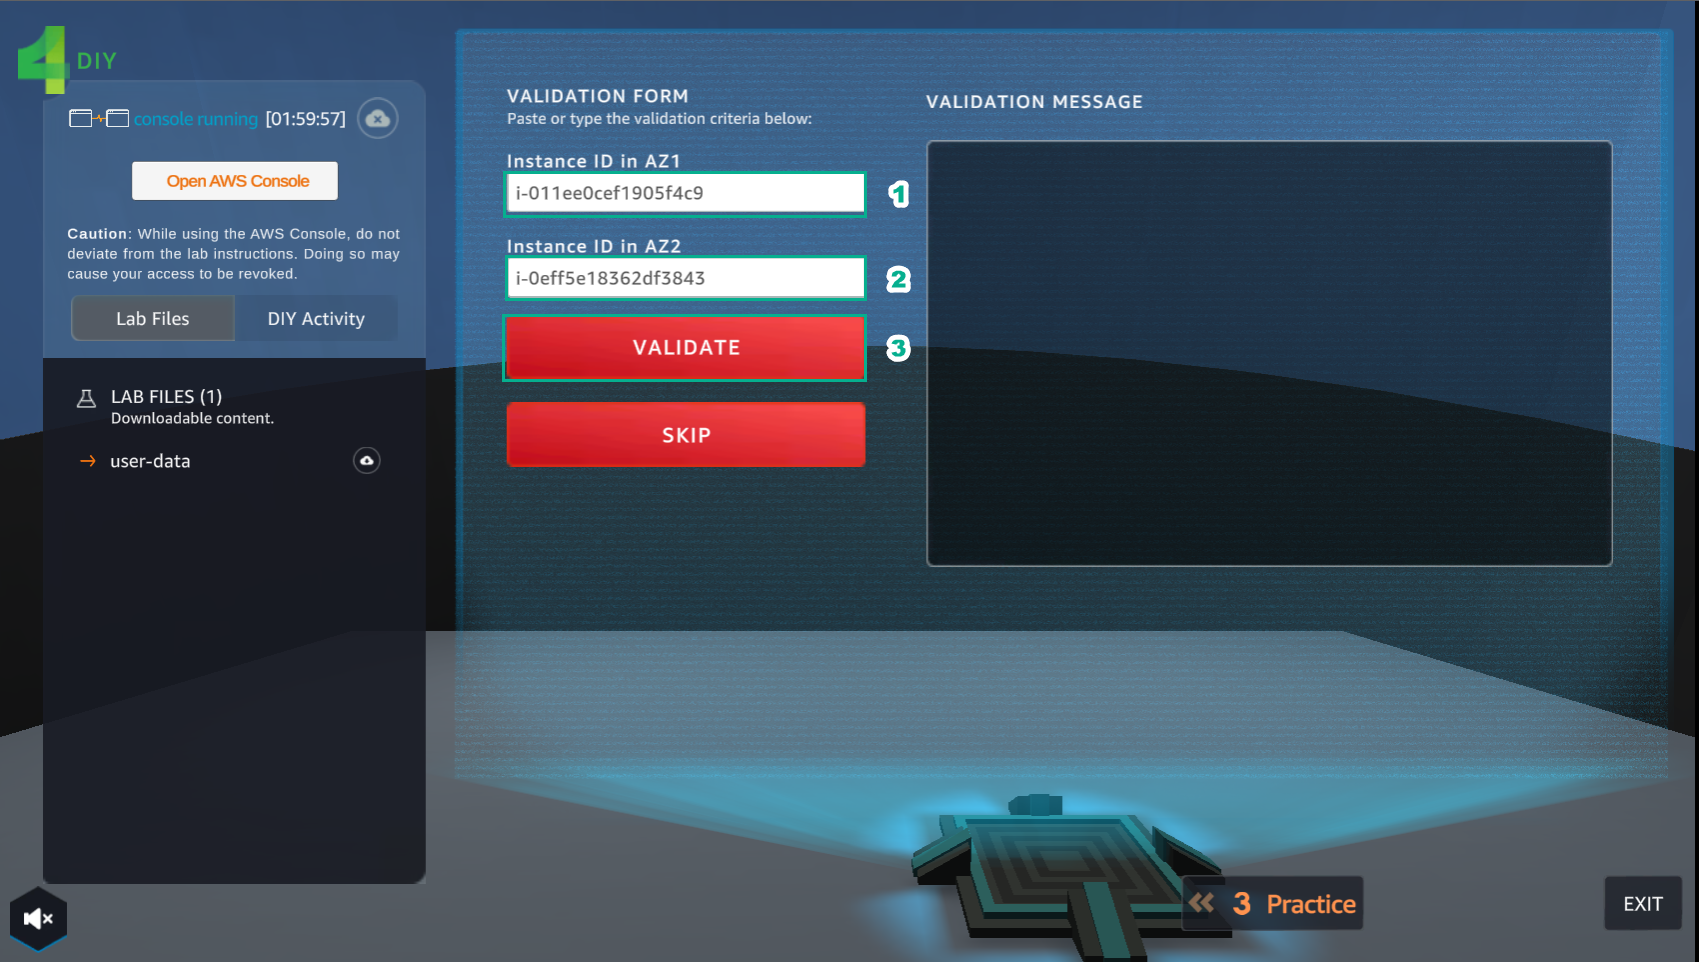 4 DIY
console running [01:59:57]
Open AWS Console
Caution: While using the AWS Console, do not
deviate from the lab instructions. Doing so may
cause your access to be revoked.
Lab Files
DIY Activity
LAB FILES (1)
Downloadable content.
user-data
VALIDATION FORM
Paste or type the validation criteria below:
Instance ID in AZ1
i-011ee0cef1905f4c9
1
Instance ID in AZ2
i-0eff5e18362df3843
2
VALIDATE
3
SKIP
VALIDATION MESSAGE
3 Practice
EXIT